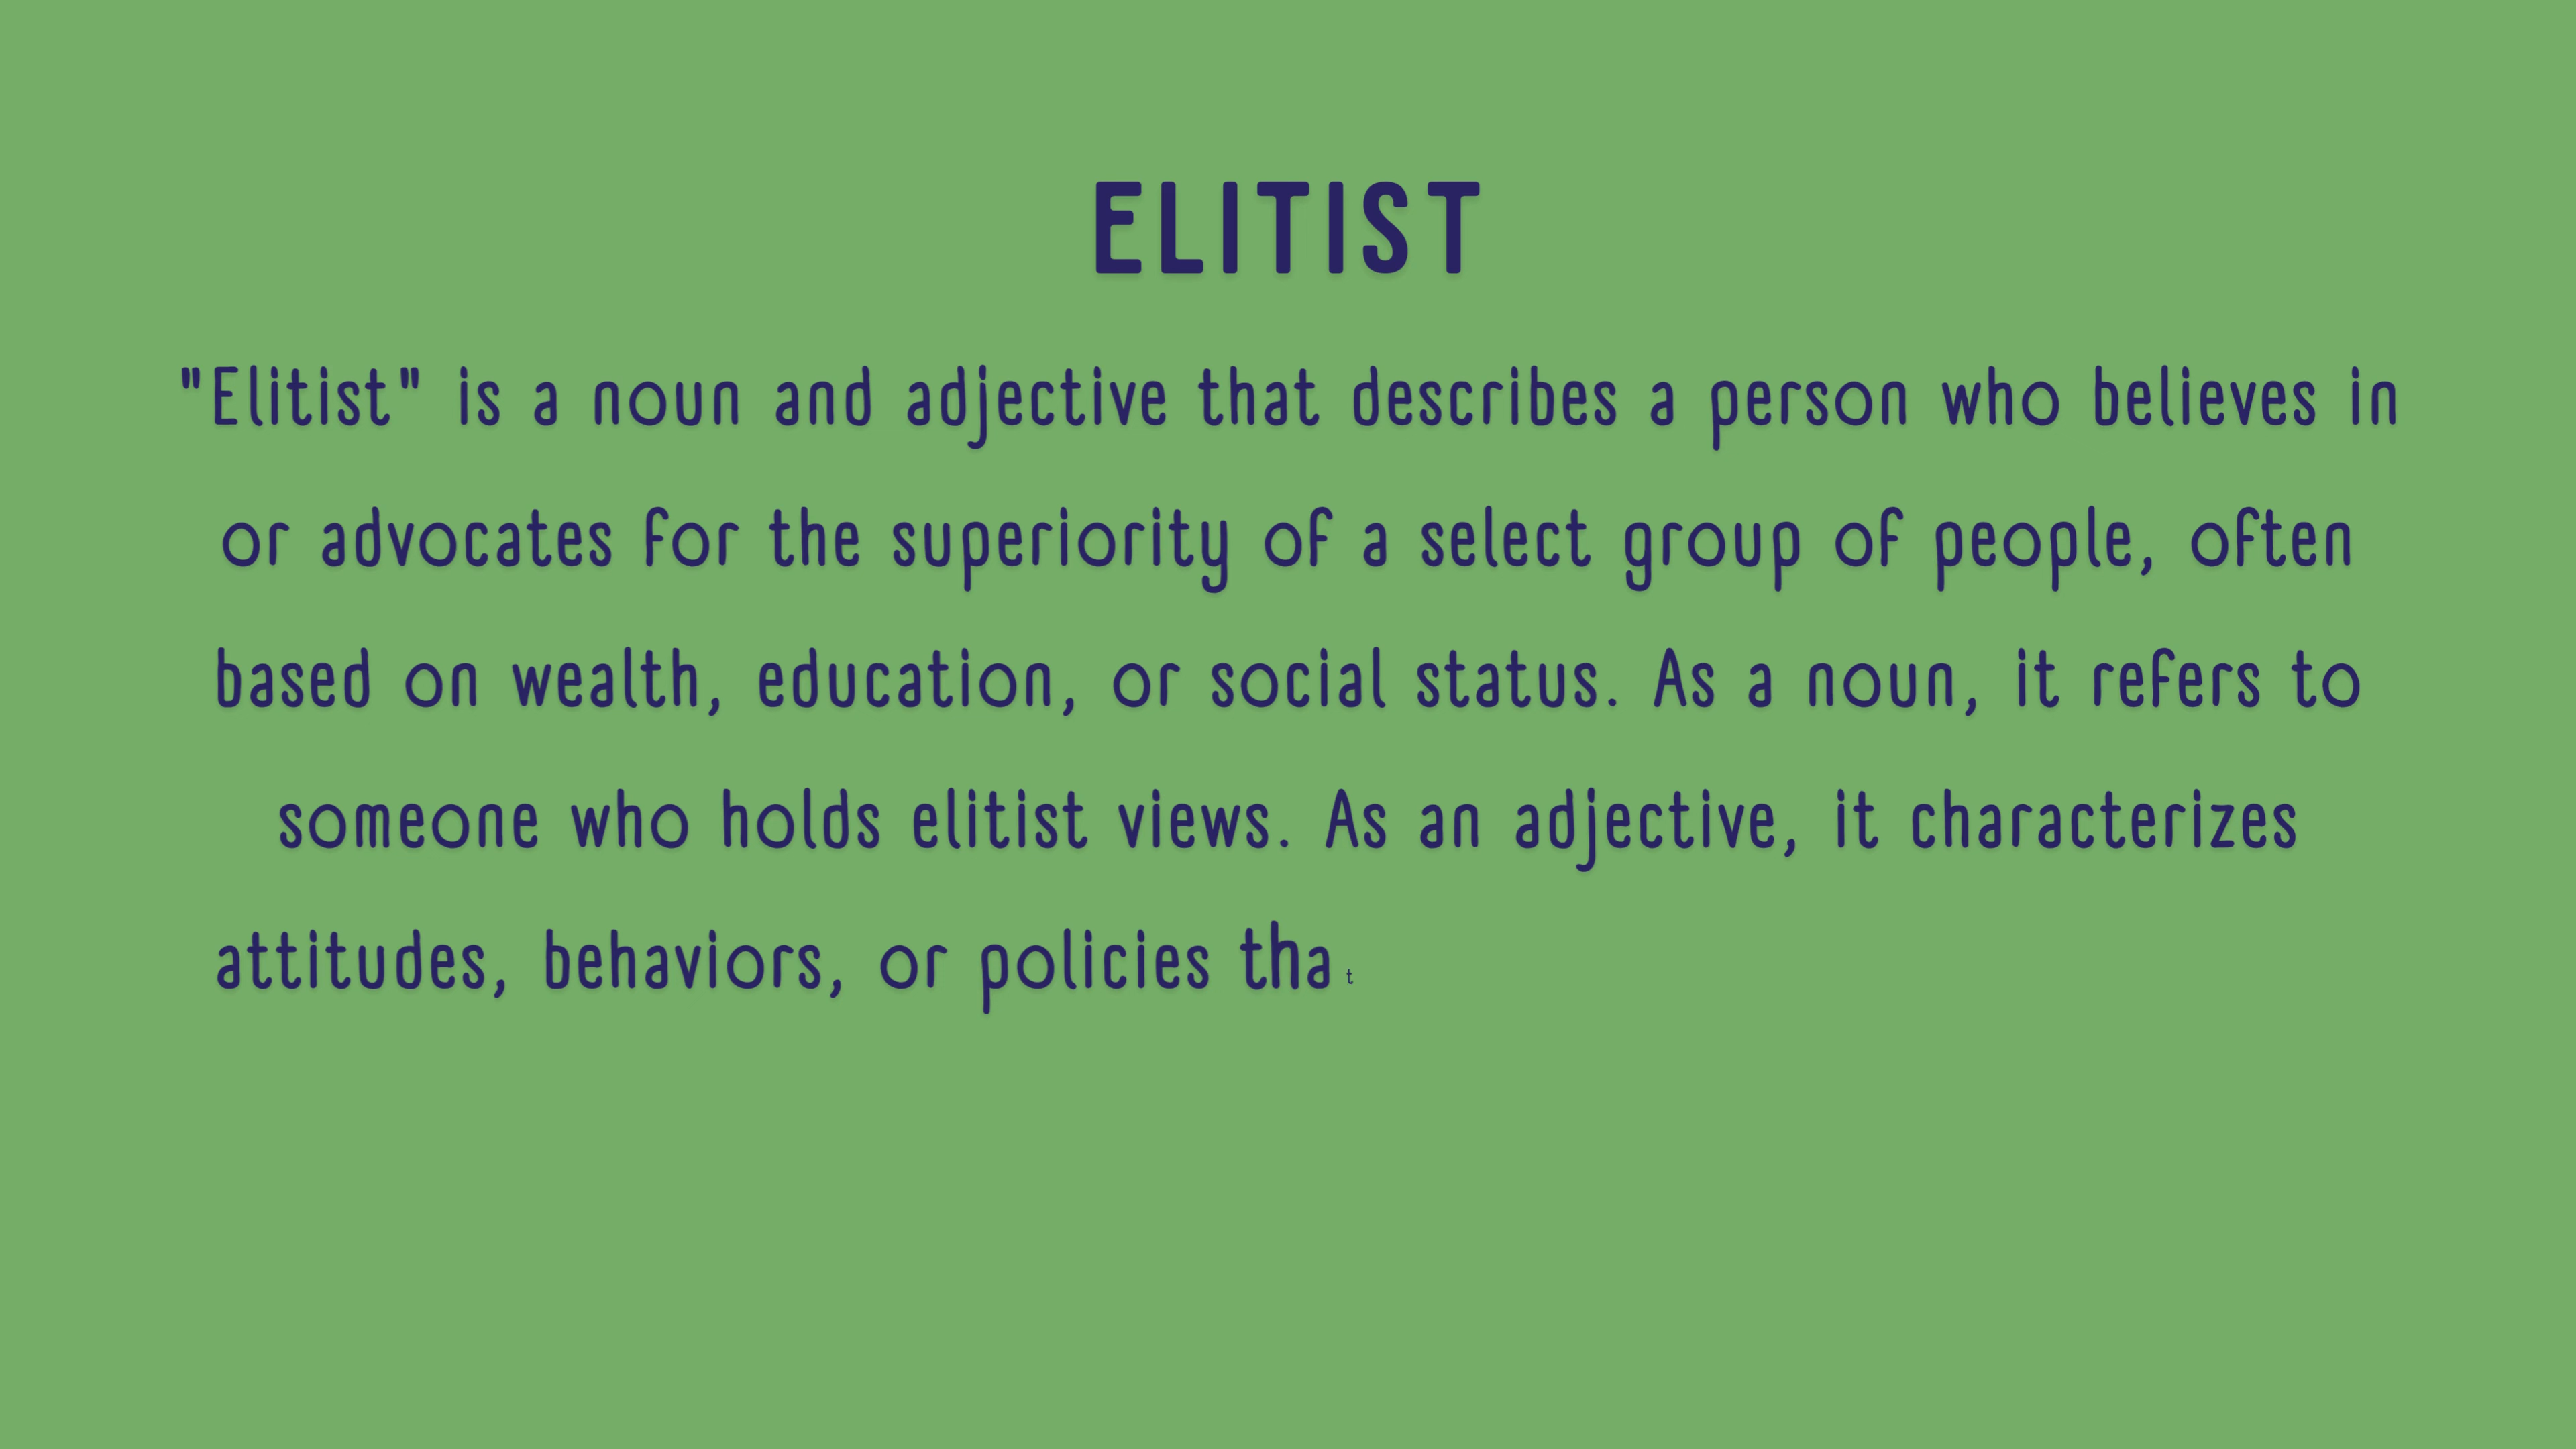 ELITIST
"Elitist" is a noun and adjective that describes a person who believes in
or advocates for the superiority of a select group of people, often
based on wealth, education, or social status. As a noun, it refers to
someone who holds elitist views. As an adjective, it characterizes
attitudes, behaviors, or policies that